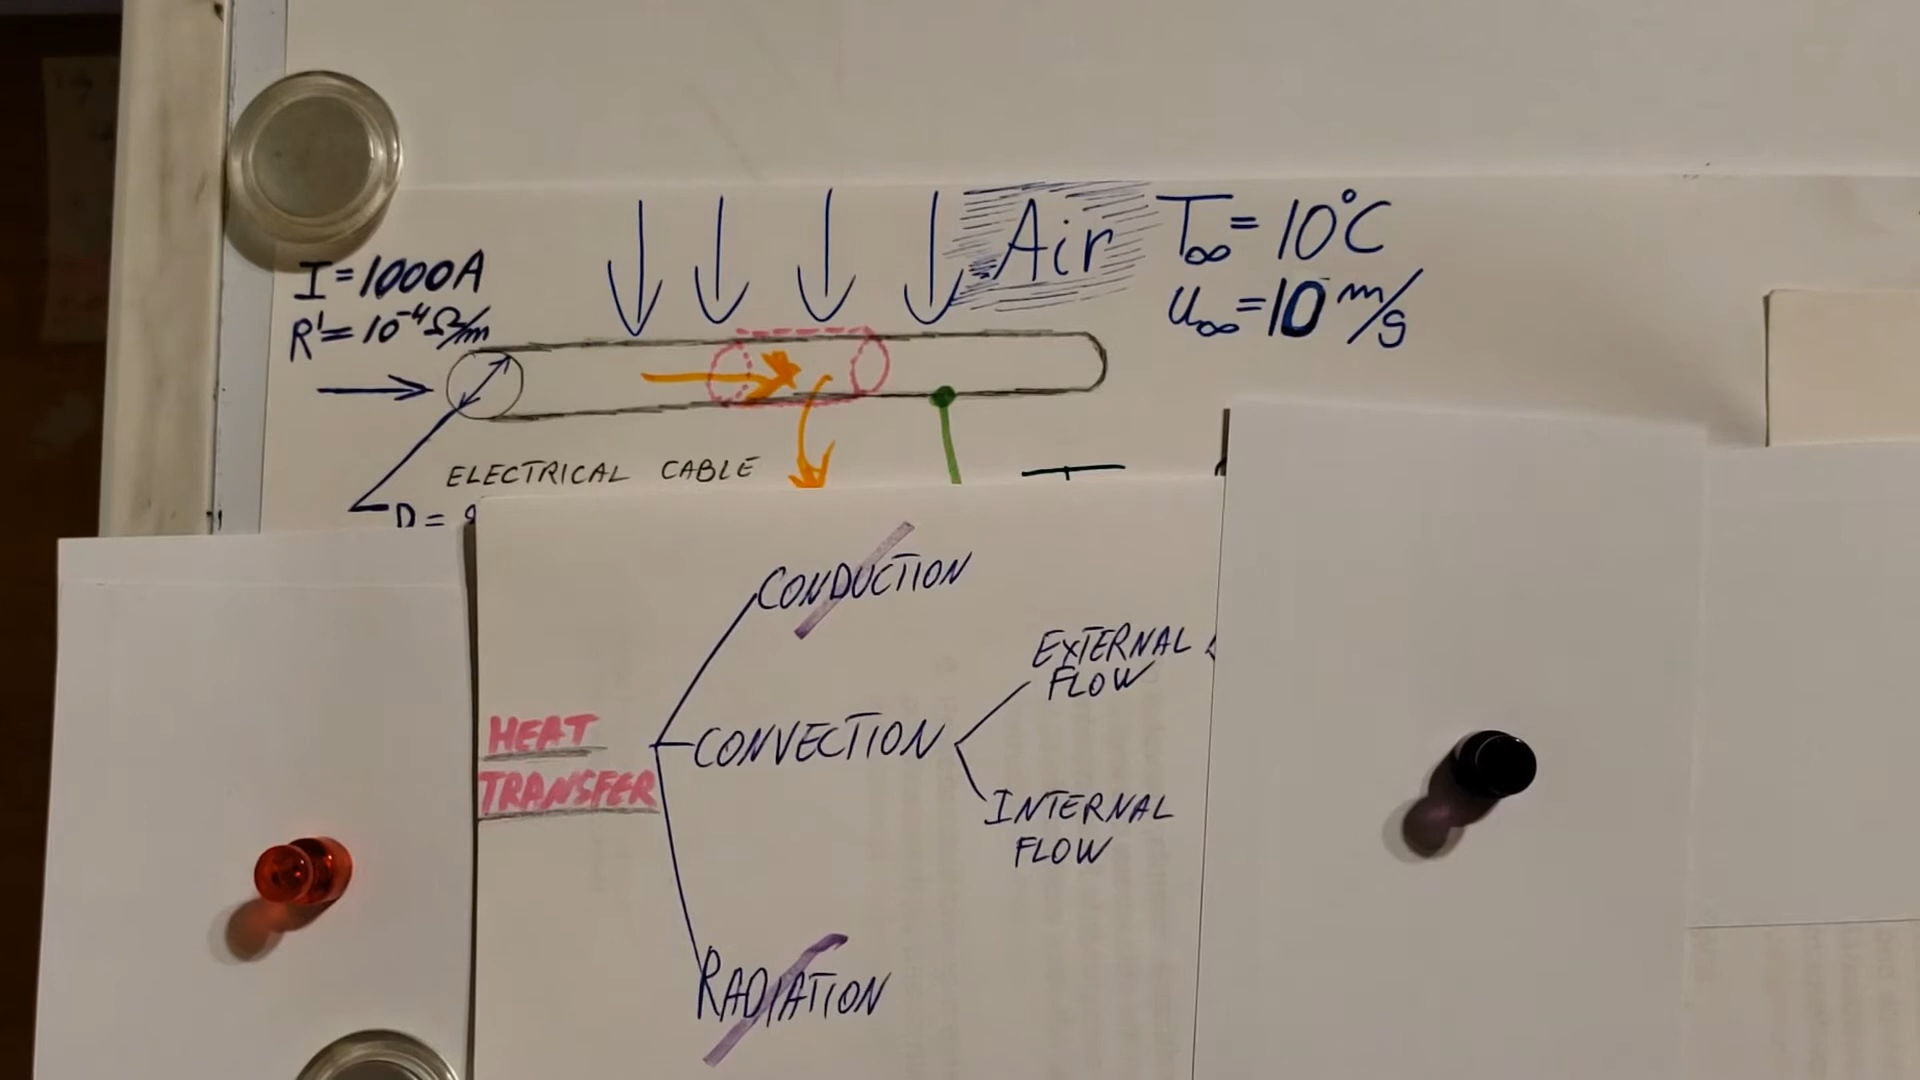 I = 1000A
R' = 10⁻⁴ Ω/m
Air
T∞ = 10°C
u∞ = 10 m/s
ELECTRICAL CABLE
D =
CONDUCTION
EXTERNAL
FLOW
HEAT
TRANSFER
CONVECTION
INTERNAL
FLOW
RADIATION